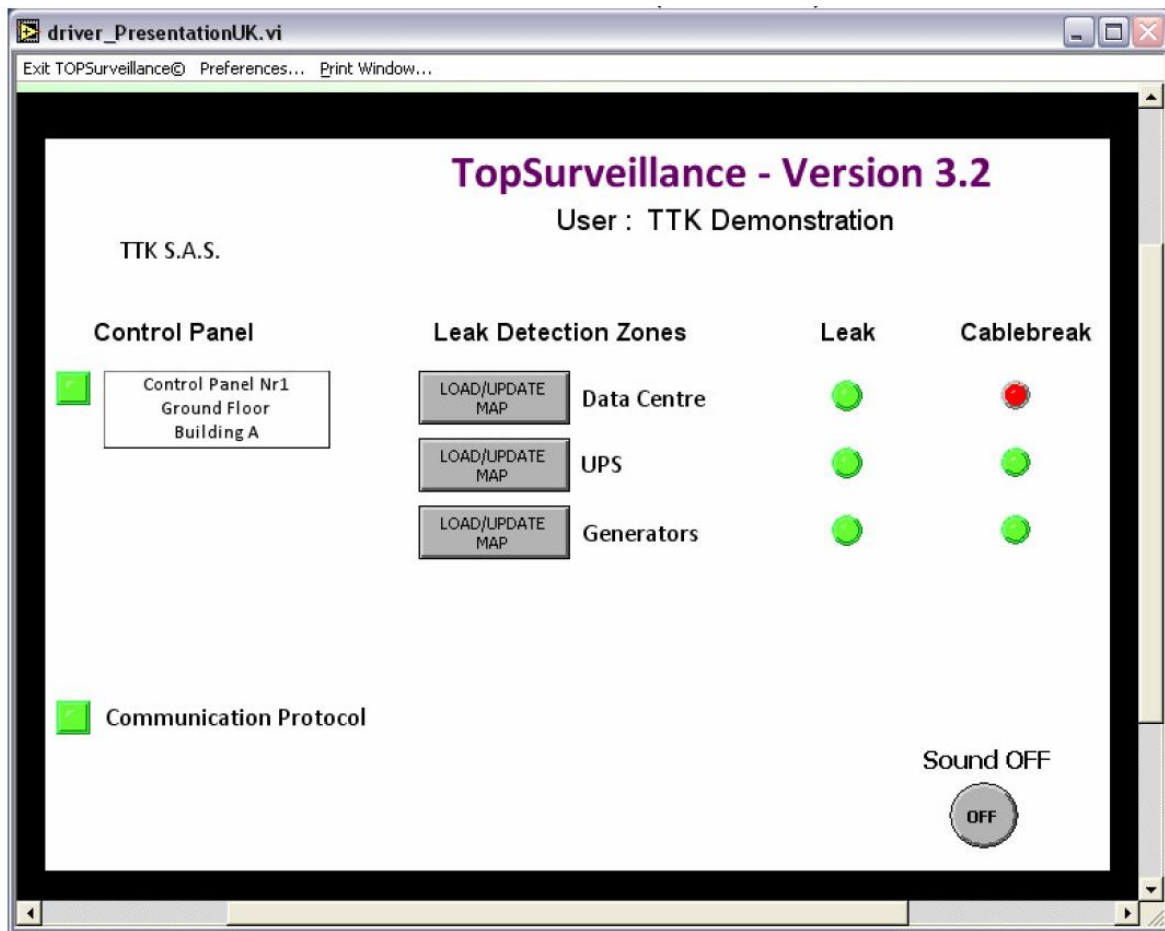 driver_PresentationUK.vi
Exit TOPSurveillance© Preferences... Print Window...
TopSurveillance - Version 3.2
User : TTK Demonstration
TTK S.A.S.
Control Panel Leak Detection Zones Leak Cablebreak
Control Panel Nr1
Ground Floor
Building A
LOAD/UPDATE
MAP
Data Centre
LOAD/UPDATE
MAP
UPS
LOAD/UPDATE
MAP
Generators
Communication Protocol
Sound OFF
OFF